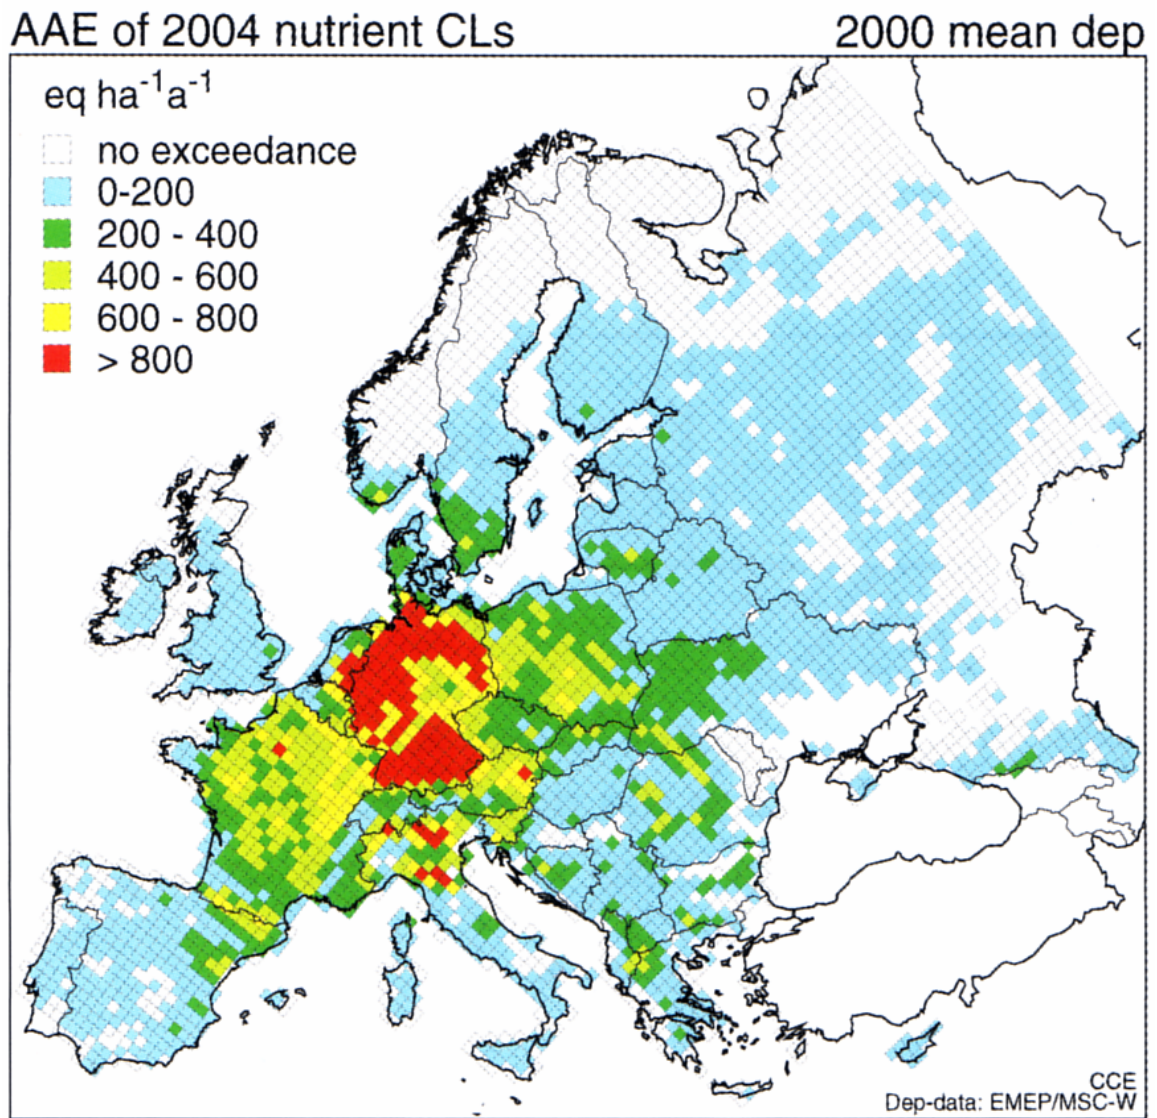 AAE of 2004 nutrient CLs
2000 mean dep
eq ha⁻¹a⁻¹
no exceedance
0-200
200 - 400
400 - 600
600 - 800
> 800
CCE
Dep-data: EMEP/MSC-W